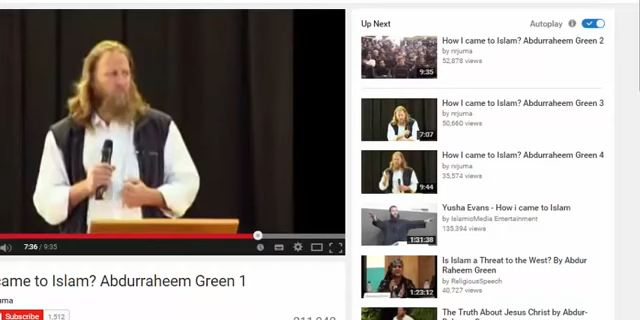 Up Next
Autoplay
How I came to Islam? Abdurraheem Green 2
by nrjuma
52,878 views
9:35
How I came to Islam? Abdurraheem Green 3
by nrjuma
50,660 views
7:07
How I came to Islam? Abdurraheem Green 4
by nrjuma
35,574 views
9:44
Yusha Evans - How i came to Islam
by IslamicMedia Entertainment
135,394 views
1:31:38
Is Islam a Threat to the West? By Abdur
Raheem Green
by ReligiousSpeech
40,727 views
1:23:12
The Truth About Jesus Christ by Abdur-
7:36 / 9:35
came to Islam? Abdurraheem Green 1
uma
Subscribe
1,512